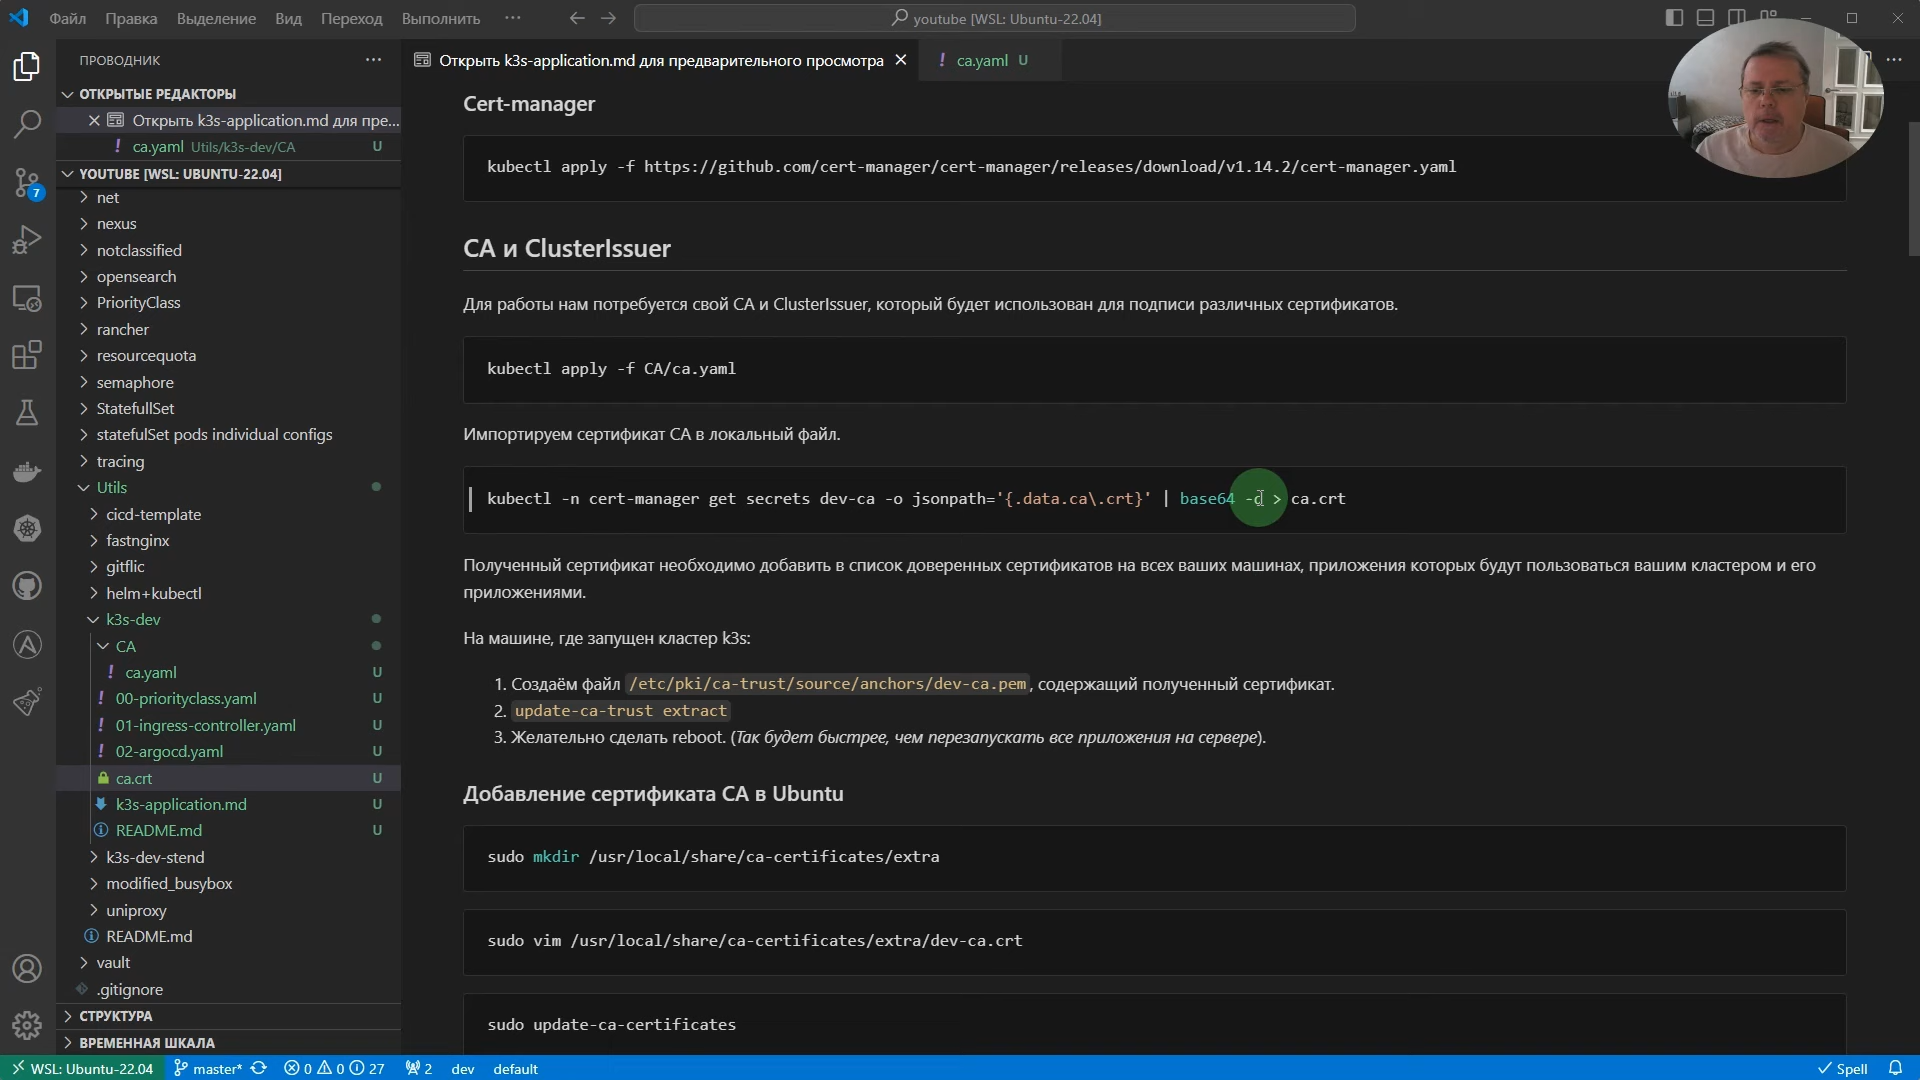 Файл Правка Выделение Вид Переход Выполнить ··· youtube [WSL: Ubuntu-22.04]
ПРОВОДНИК ···
Открыть k3s-application.md для предварительного просмотра
ca.yaml U
ОТКРЫТЫЕ РЕДАКТОРЫ
Открыть k3s-application.md для пре...
ca.yaml Utils/k3s-dev/CA U
YOUTUBE [WSL: UBUNTU-22.04]
7
net
nexus
notclassified
opensearch
PriorityClass
rancher
resourcequota
semaphore
StatefullSet
statefulSet pods individual configs
tracing
Utils
cicd-template
fastnginx
gitflic
helm+kubectl
k3s-dev
CA
ca.yaml U
00-priorityclass.yaml U
01-ingress-controller.yaml U
02-argocd.yaml U
ca.crt U
k3s-application.md U
README.md U
k3s-dev-stend
modified_busybox
uniproxy
README.md
vault
.gitignore
СТРУКТУРА
ВРЕМЕННАЯ ШКАЛА
Cert-manager
kubectl apply -f https://github.com/cert-manager/cert-manager/releases/download/v1.14.2/cert-manager.yaml
CA и ClusterIssuer
Для работы нам потребуется свой CA и ClusterIssuer, который будет использован для подписи различных сертификатов.
kubectl apply -f CA/ca.yaml
Импортируем сертификат CA в локальный файл.
kubectl -n cert-manager get secrets dev-ca -o jsonpath='{.data.ca\.crt}' | base64 -d > ca.crt
Полученный сертификат необходимо добавить в список доверенных сертификатов на всех ваших машинах, приложения которых будут пользоваться вашим кластером и его
приложениями.
На машине, где запущен кластер k3s:
1. Создаём файл /etc/pki/ca-trust/source/anchors/dev-ca.pem, содержащий полученный сертификат.
2. update-ca-trust extract
3. Желательно сделать reboot. (Так будет быстрее, чем перезапускать все приложения на сервере).
Добавление сертификата CA в Ubuntu
sudo mkdir /usr/local/share/ca-certificates/extra
sudo vim /usr/local/share/ca-certificates/extra/dev-ca.crt
sudo update-ca-certificates
WSL: Ubuntu-22.04 master* 0 0 27 2 dev default Spell